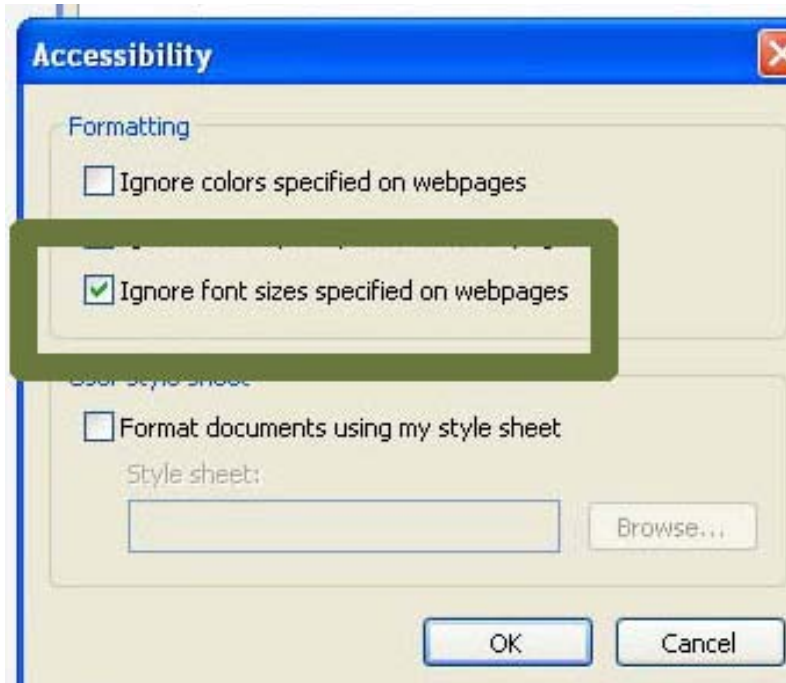 Accessibility
Formatting
Ignore colors specified on webpages
Ignore font sizes specified on webpages
Format documents using my style sheet
Style sheet:
Browse...
OK
Cancel